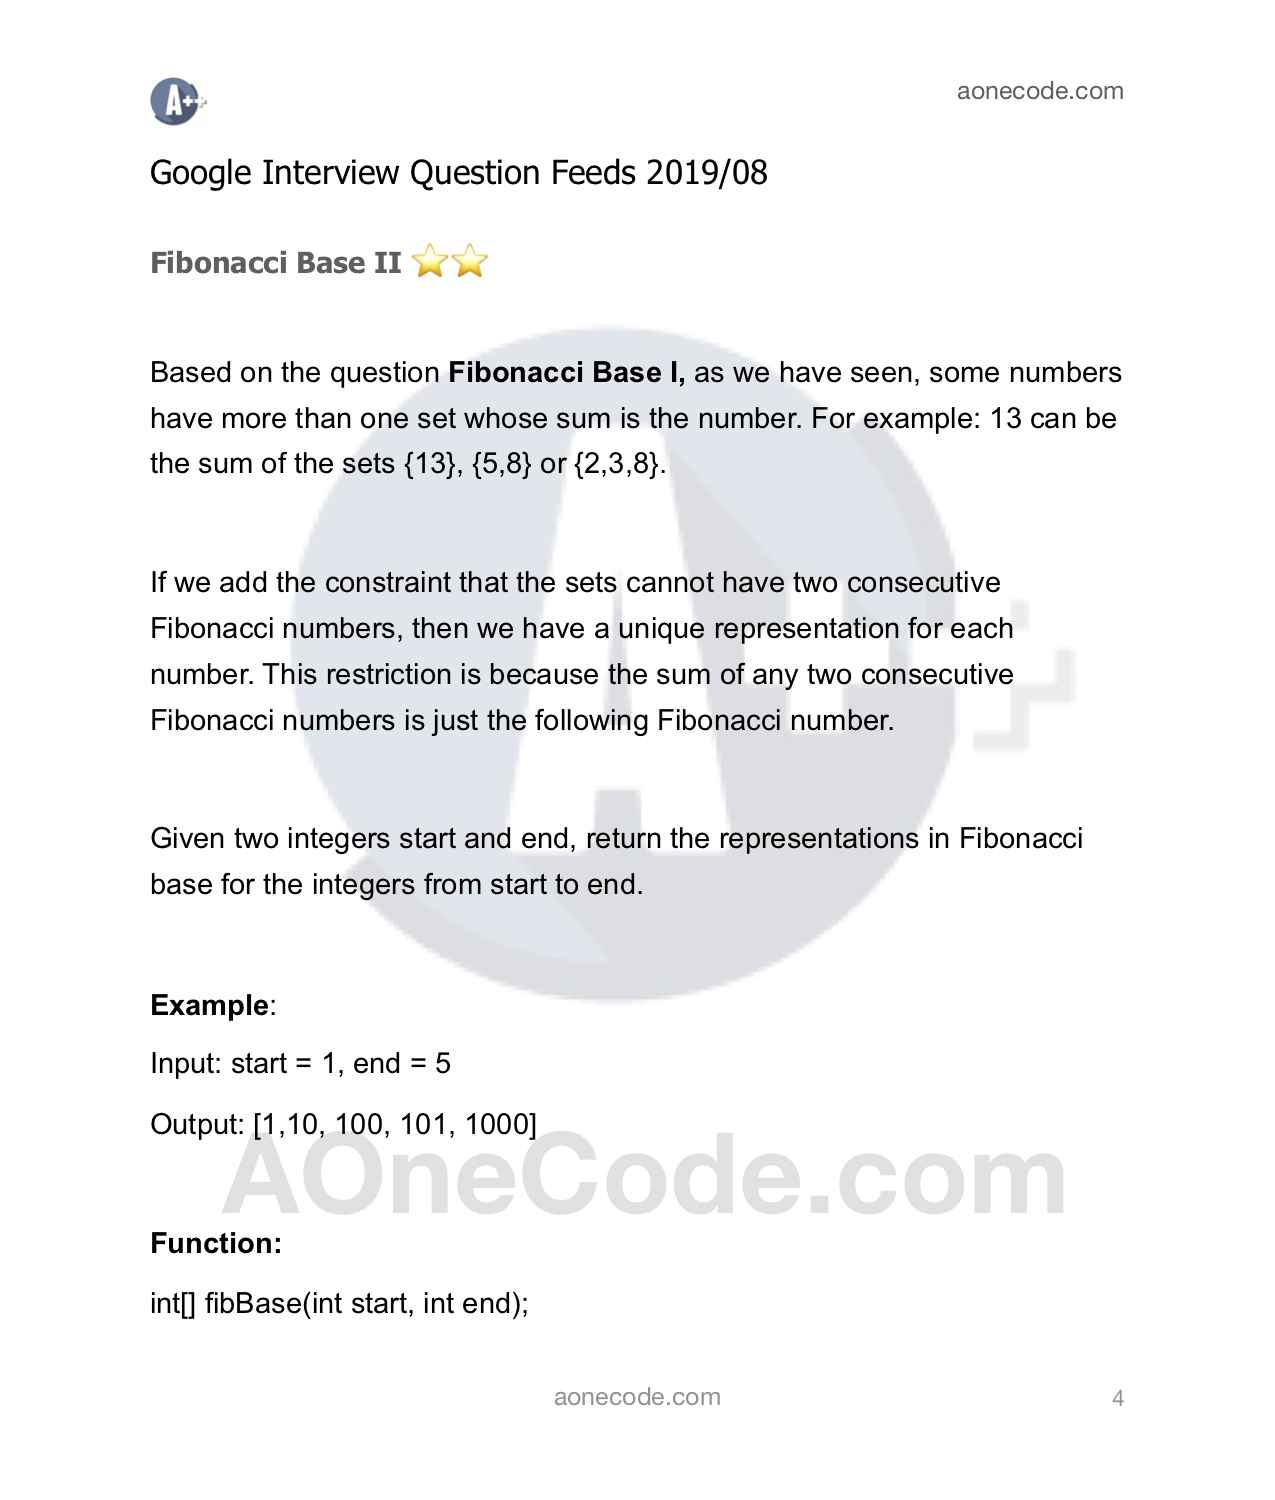 A++
aonecode.com
Google Interview Question Feeds 2019/08
Fibonacci Base II ⭐⭐
Based on the question Fibonacci Base I, as we have seen, some numbers
have more than one set whose sum is the number. For example: 13 can be
the sum of the sets {13}, {5,8} or {2,3,8}.
If we add the constraint that the sets cannot have two consecutive
Fibonacci numbers, then we have a unique representation for each
number. This restriction is because the sum of any two consecutive
Fibonacci numbers is just the following Fibonacci number.
Given two integers start and end, return the representations in Fibonacci
base for the integers from start to end.
Example:
Input: start = 1, end = 5
Output: [1,10, 100, 101, 1000]
AOneCode.com
Function:
int[] fibBase(int start, int end);
aonecode.com
4